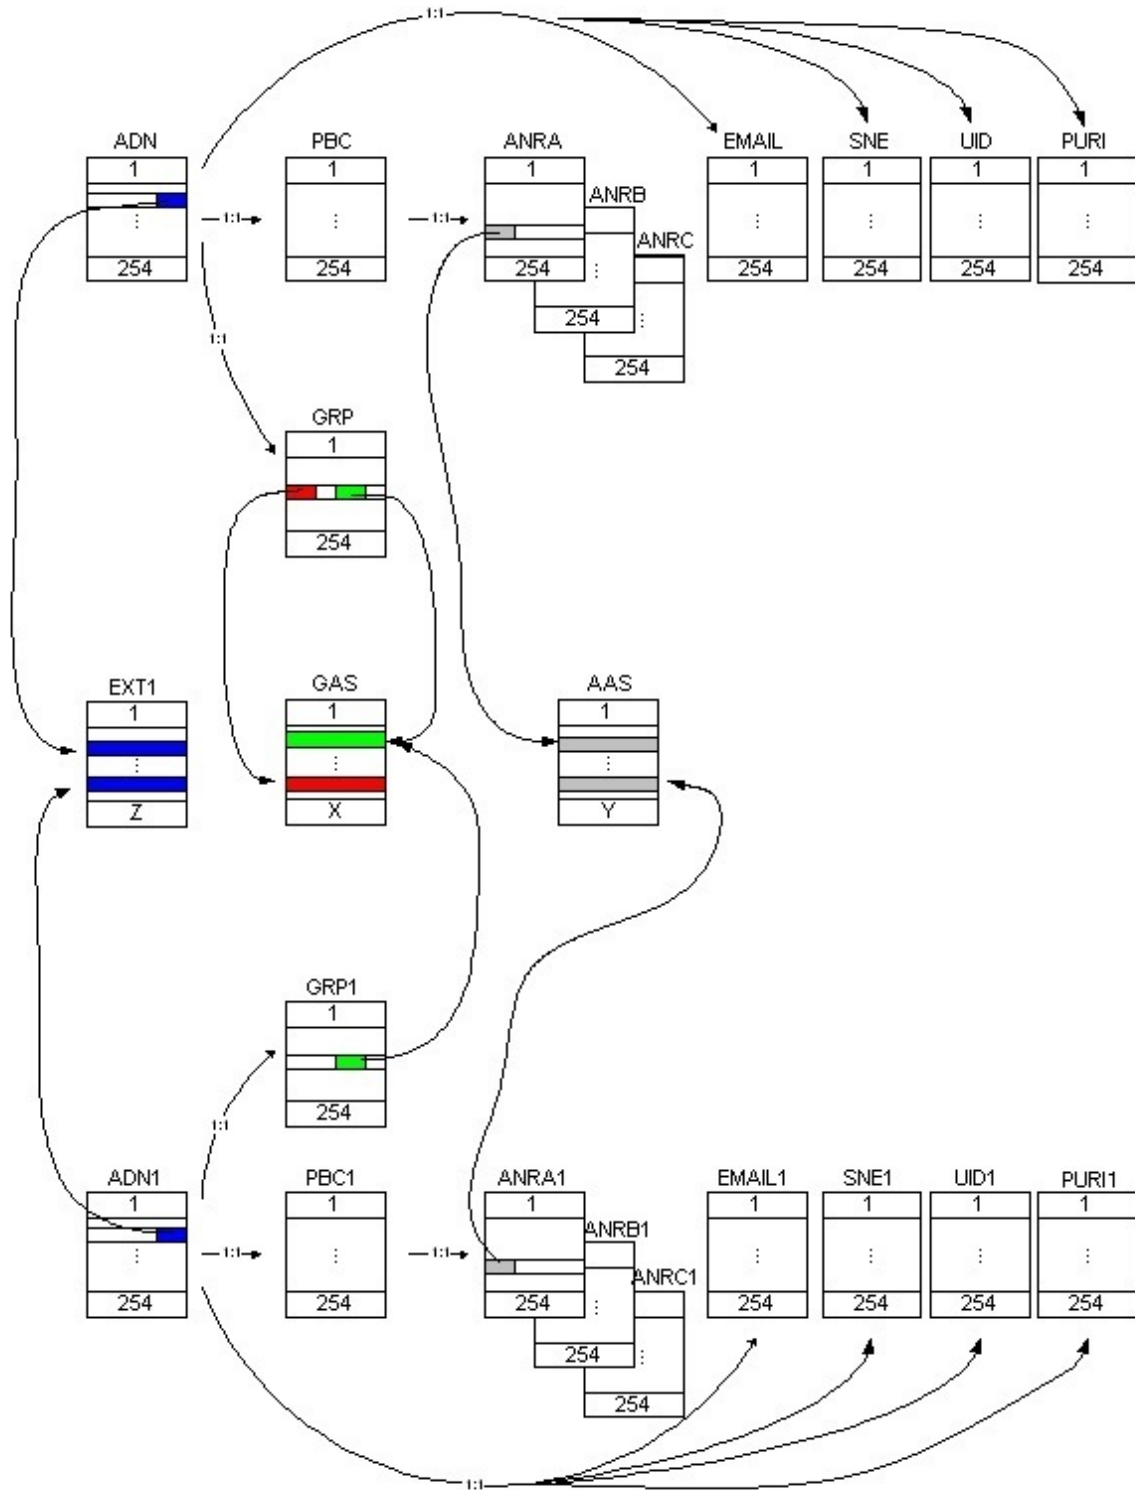 1:1
ADN PBC ANRA EMAIL SNE UID PURI
1 1 1 1 1 1 1
ANRB
1:1 1:1
ANRC
254 254 254 254 254 254 254
254
1:1
254
GRP
1
254
EXT1 GAS AAS
1 1 1
Z X Y
GRP1
1
254
1:1
ADN1 PBC1 ANRA1 EMAIL1 SNE1 UID1 PURI1
1 1 1 1 1 1 1
ANRB1
1:1 1:1
ANRC1
254 254 254 254 254 254 254
254
254
1:1